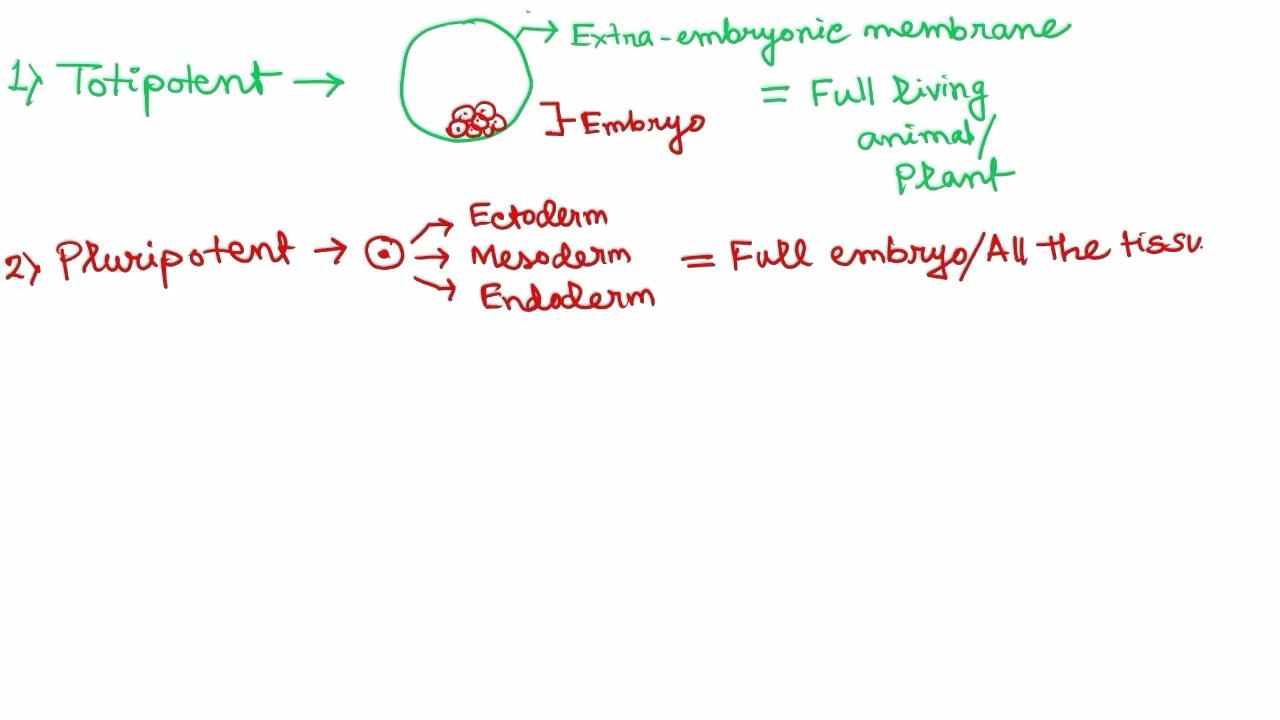 1) Totipotent → Extra-embryonic membrane
Embryo
= Full living
animal/
Plant
2) Pluripotent → Ectoderm
Mesoderm
Endoderm
= Full embryo/All the tissu